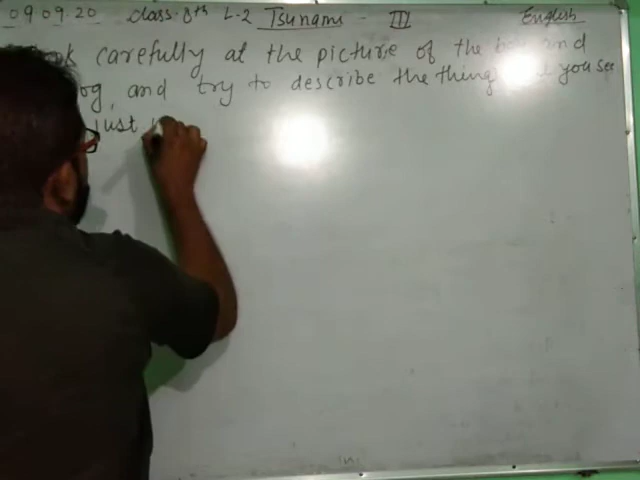 09.09.20 Class-8th L-2 Tsunami - III English
carefully at the picture of the and
and try to describe the thing you see
just